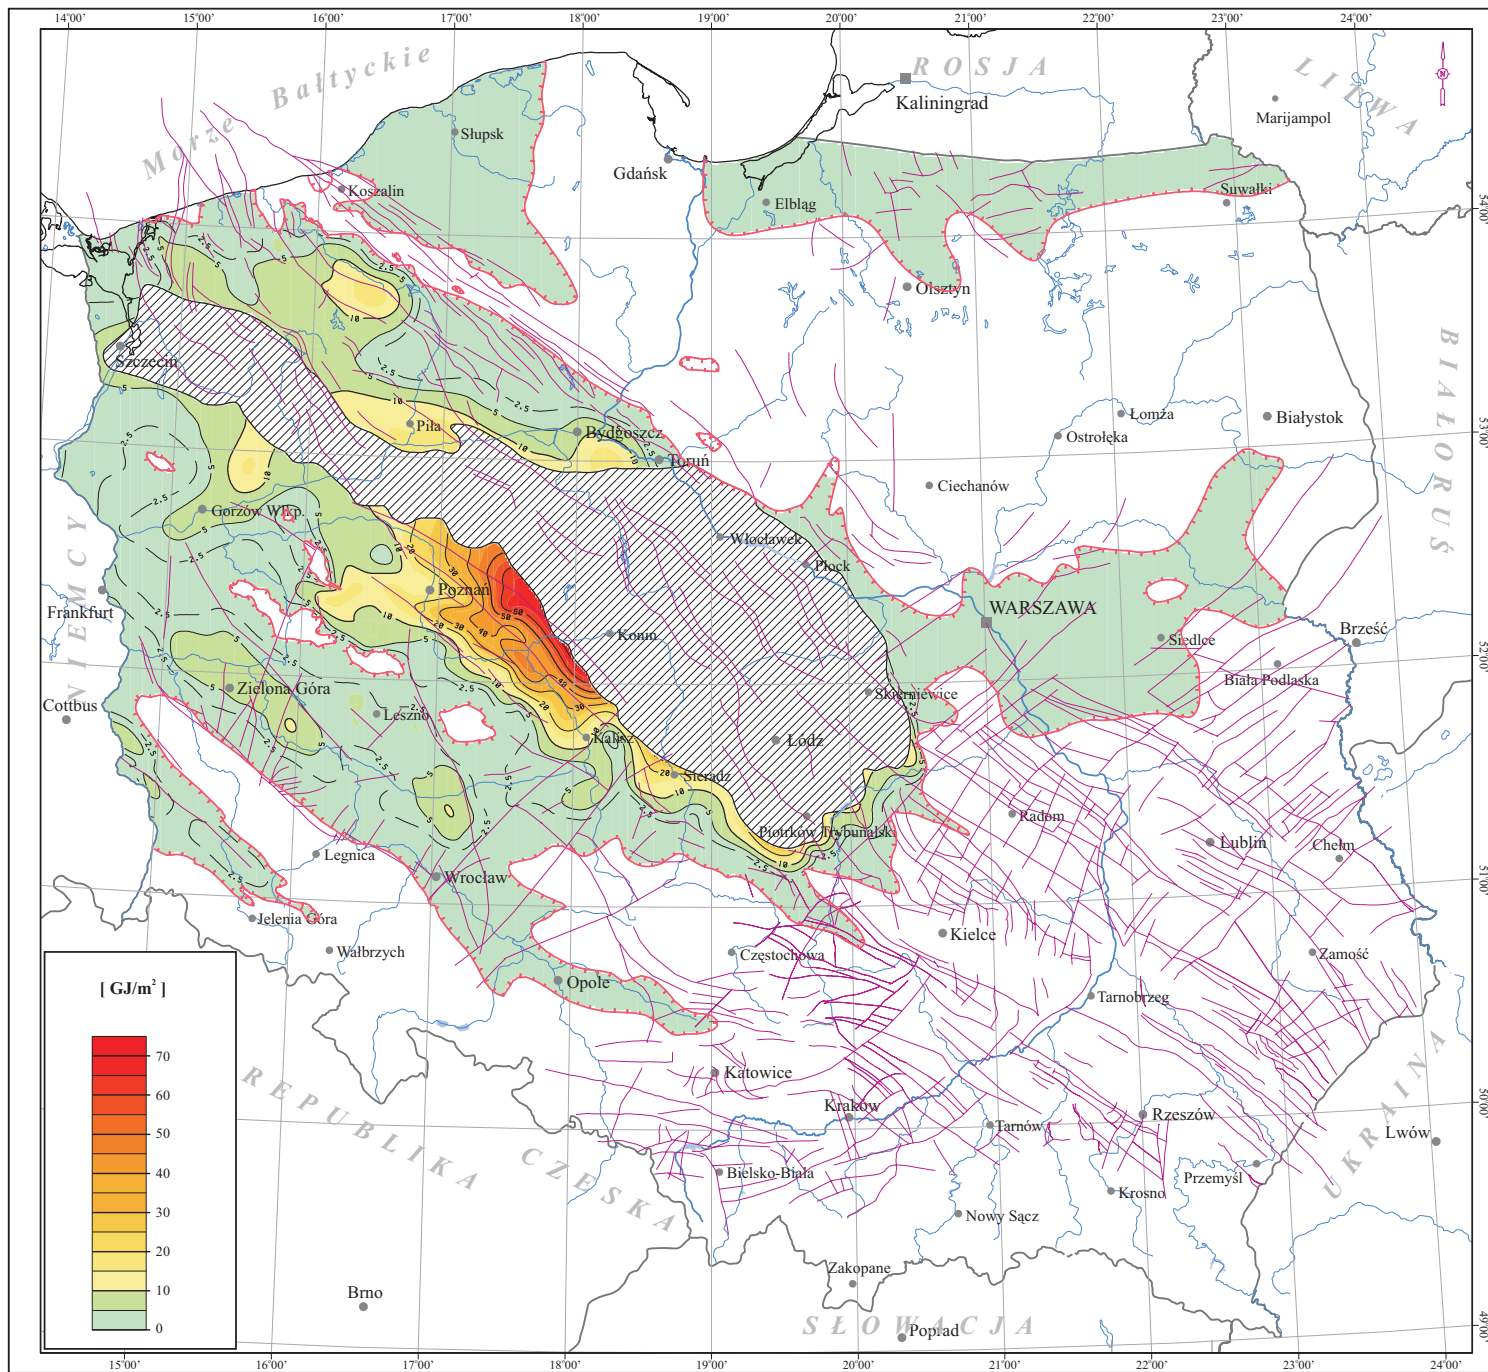 14°00' 15°00' 16°00' 17°00' 18°00' 19°00' 20°00' 21°00' 22°00' 23°00' 24°00'
Morze Bałtyckie
ROSJA
LITWA
Kaliningrad
Marijampol
Słupsk
Gdańsk
Koszalin
Elbląg
Suwałki
54°00'
Olsztyn
Szczecin
BIAŁORUŚ
Piła
Bydgoszcz
Toruń
Łomża
Białystok
Ostrołęka
53°00'
Ciechanów
Gorzów Wlkp.
NIEMCY
Włocławek
Płock
Poznań
Frankfurt
WARSZAWA
Konin
Siedlce
Brześć
52°00'
Biała Podlaska
Zielona Góra
Skierniewice
Cottbus
Leszno
Kalisz
Łódź
Sieradz
Radom
Piotrków Trybunalsk.
Lublin
Chełm
Legnica
Wrocław
51°00'
Jelenia Góra
Kielce
Wałbrzych
Częstochowa
Zamość
Opole
Tarnobrzeg
[ GJ/m² ]
70
60
50
40
30
20
10
0
REPUBLIKA CZESKA
Katowice
Kraków
Tarnów
Rzeszów
50°00'
Lwów
UKRAINA
Bielsko-Biała
Przemyśl
Krosno
Nowy Sącz
Zakopane
Brno
SŁOWACJA
Poprad
49°00'
15°00' 16°00' 17°00' 18°00' 19°00' 20°00' 21°00' 22°00' 23°00' 24°00'